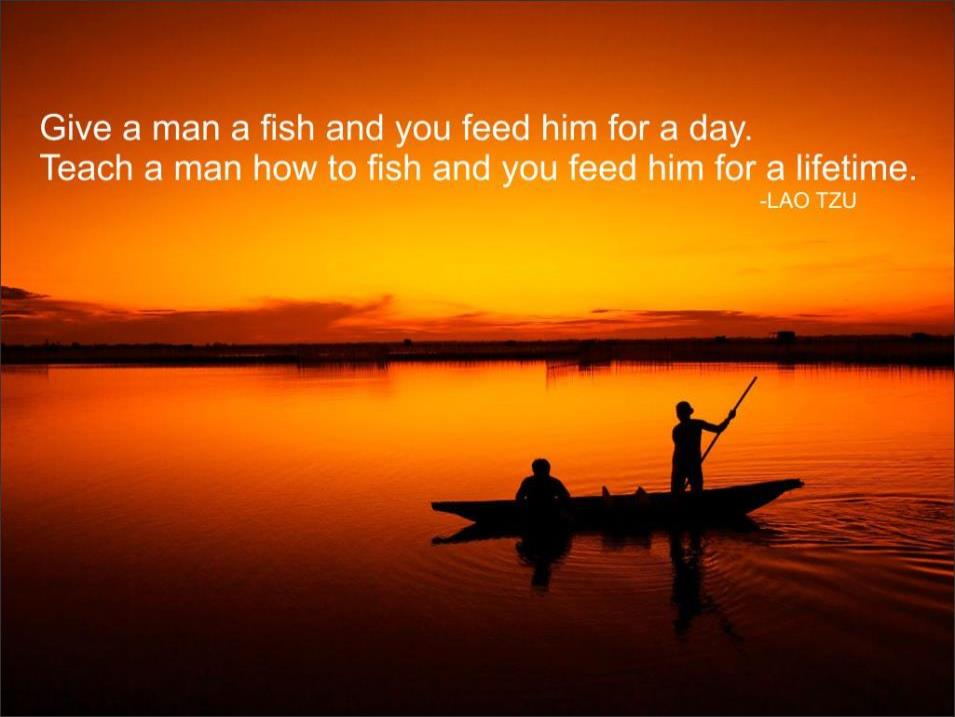 Give a man a fish and you feed him for a day.
Teach a man how to fish and you feed him for a lifetime.
-LAO TZU